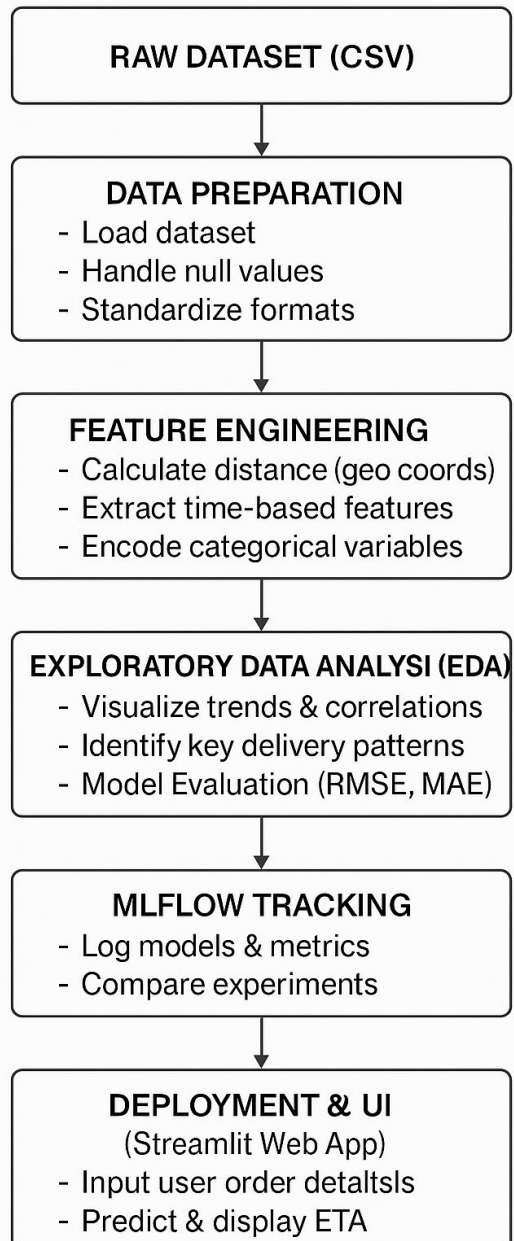 RAW DATASET (CSV)
DATA PREPARATION
- Load dataset
- Handle null values
- Standardize formats
FEATURE ENGINEERING
- Calculate distance (geo coords)
- Extract time-based features
- Encode categorical variables
EXPLORATORY DATA ANALYSI (EDA)
- Visualize trends & correlations
- Identify key delivery patterns
- Model Evaluation (RMSE, MAE)
MLFLOW TRACKING
- Log models & metrics
- Compare experiments
DEPLOYMENT & UI
(Streamlit Web App)
- Input user order detaltsls
- Predict & display ETA